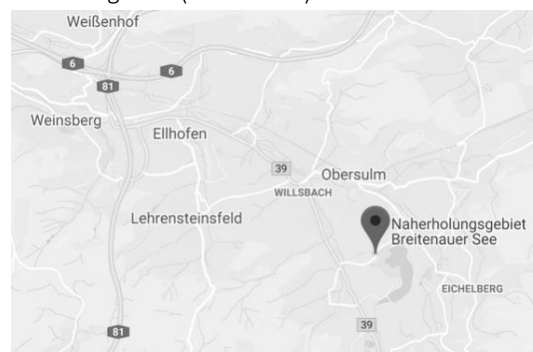 Weißenhof
6
6
81
Weinsberg
Ellhofen
39
Obersulm
WILLSBACH
Lehrensteinsfeld
Naherholungsgebiet
Breitenauer See
EICHELBERG
39
81